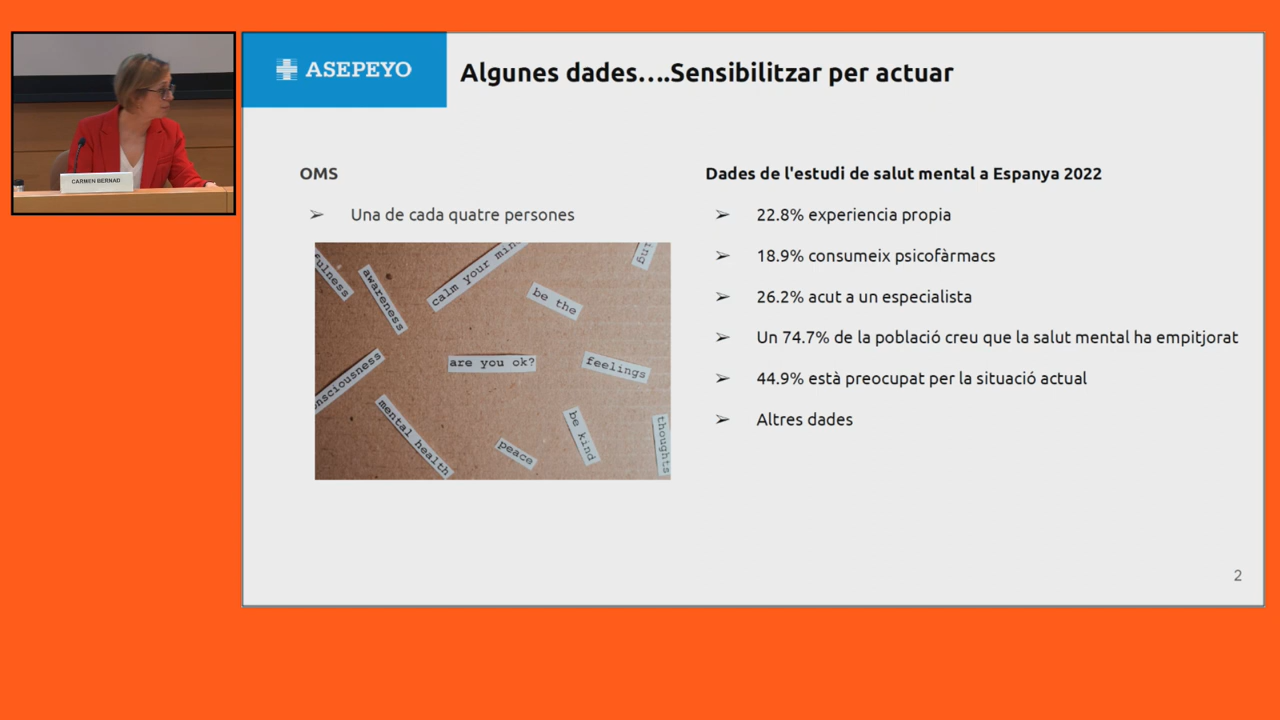 ASEPEYO
Algunes dades....Sensibilitzar per actuar
CARMEN BERNAD
OMS
➢ Una de cada quatre persones
awareness
calm your min
be the
are you ok?
feelings
mental health
peace
be kind
thoughts
Dades de l'estudi de salut mental a Espanya 2022
➢ 22.8% experiencia propia
➢ 18.9% consumeix psicofàrmacs
➢ 26.2% acut a un especialista
➢ Un 74.7% de la població creu que la salut mental ha empitjorat
➢ 44.9% està preocupat per la situació actual
➢ Altres dades
2